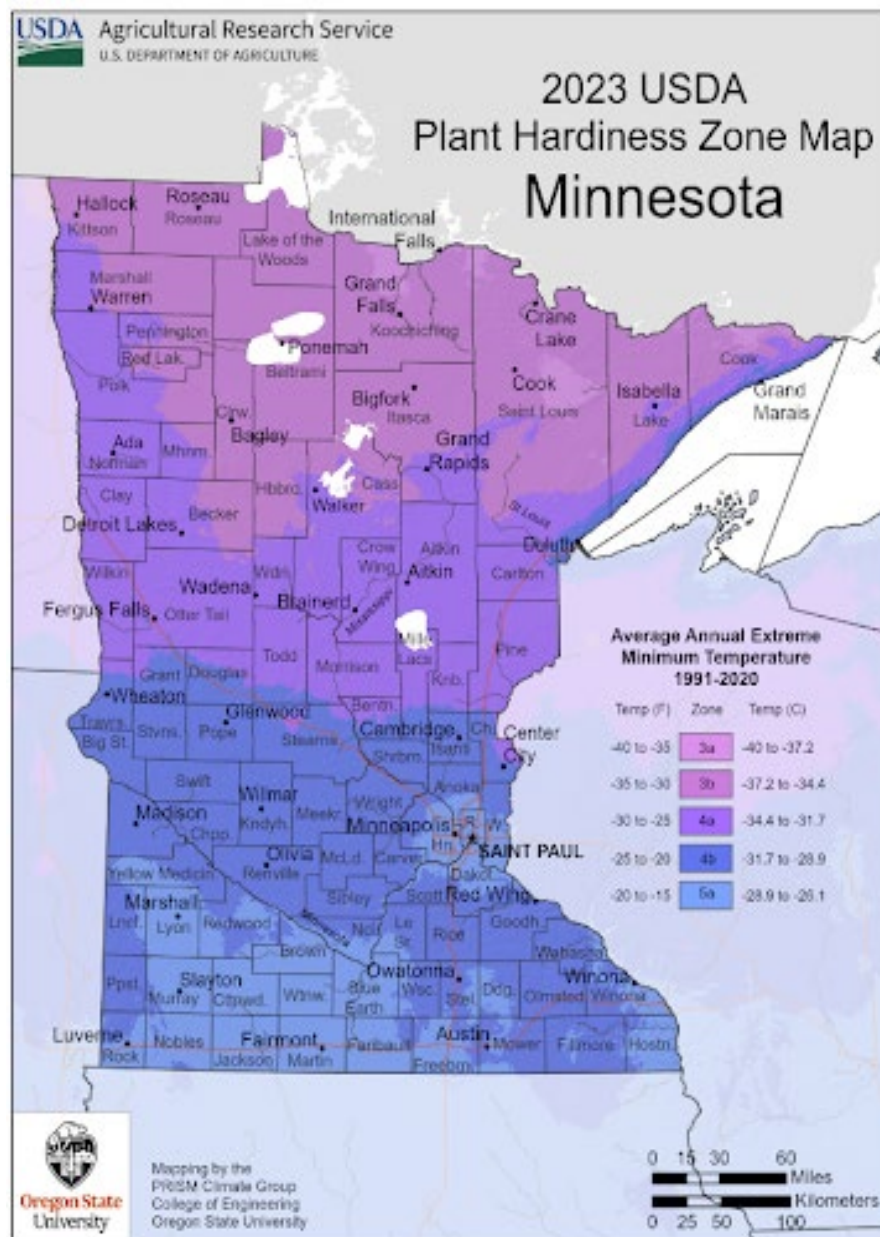 USDA
Agricultural Research Service
U.S. DEPARTMENT OF AGRICULTURE
2023 USDA
Plant Hardiness Zone Map
Minnesota
Hallock
Kittson
Roseau
Roseau
Lake of the
Woods
International
Falls
Marshall
Warren
Grand
Falls
Koochiching
Crane
Lake
Pennington
Red Lak.
Ponemah
Beltrami
Cook
Polk
Bigfork
Itasca
Cook
Saint Louis
Isabella
Lake
Grand
Marais
Clrw.
Bagley
Ada
Norman
Mhnm.
Grand
Rapids
Hbbrd.
Cass
Walker
Clay
Becker
Detroit Lakes
St Louis
Duluth
Crow
Wing
Aitkin
Aitkin
Carlton
Wilkin
Wadena
Wdn.
Brainerd
Mississippi
Fergus Falls
Otter Tail
Mille
Lacs
Pine
Todd
Morrison
Knb.
Grant
Douglas
Bentn.
Wheaton
Glenwood
Cambridge
Chi.
Center
City
Travrs.
Big St.
Stvns.
Pope
Stearns
Shrbrn.
Isanti
Swift
Anoka
Wilmar
Wright
Madison
Kndyh.
Meekr.
Minneapolis
R.
W.
Chpp.
Hn.
SAINT PAUL
Olivia
McLd.
Carver
Yellow Medicin.
Renville
Dakot.
Scott
Red Wing
Sibley
Marshall
Lyon
Lncl.
Redwood
Minnesota
Nclt.
Le
Sr.
Rice
Goodh.
Brown
Wabasha
Slayton
Owatonna
Winona
Ppst.
Murray
Cttnwd.
Wtnw.
Blue
Earth
Wsc.
Stel.
Ddg.
Olmsted
Winona
Luverne
Fairmont
Austin
Rock
Nobles
Jackson
Martin
Faribault
Freebrn.
Mower
Fillmore
Hostn.
Average Annual Extreme
Minimum Temperature
1991-2020
Temp (F) Zone Temp (C)
-40 to -35 3a -40 to -37.2
-35 to -30 3b -37.2 to -34.4
-30 to -25 4a -34.4 to -31.7
-25 to -20 4b -31.7 to -28.9
-20 to -15 5a -28.9 to -26.1
Oregon State
University
Mapping by the
PRISM Climate Group
College of Engineering
Oregon State University
0 15 30 60
Miles
Kilometers
0 25 50 100